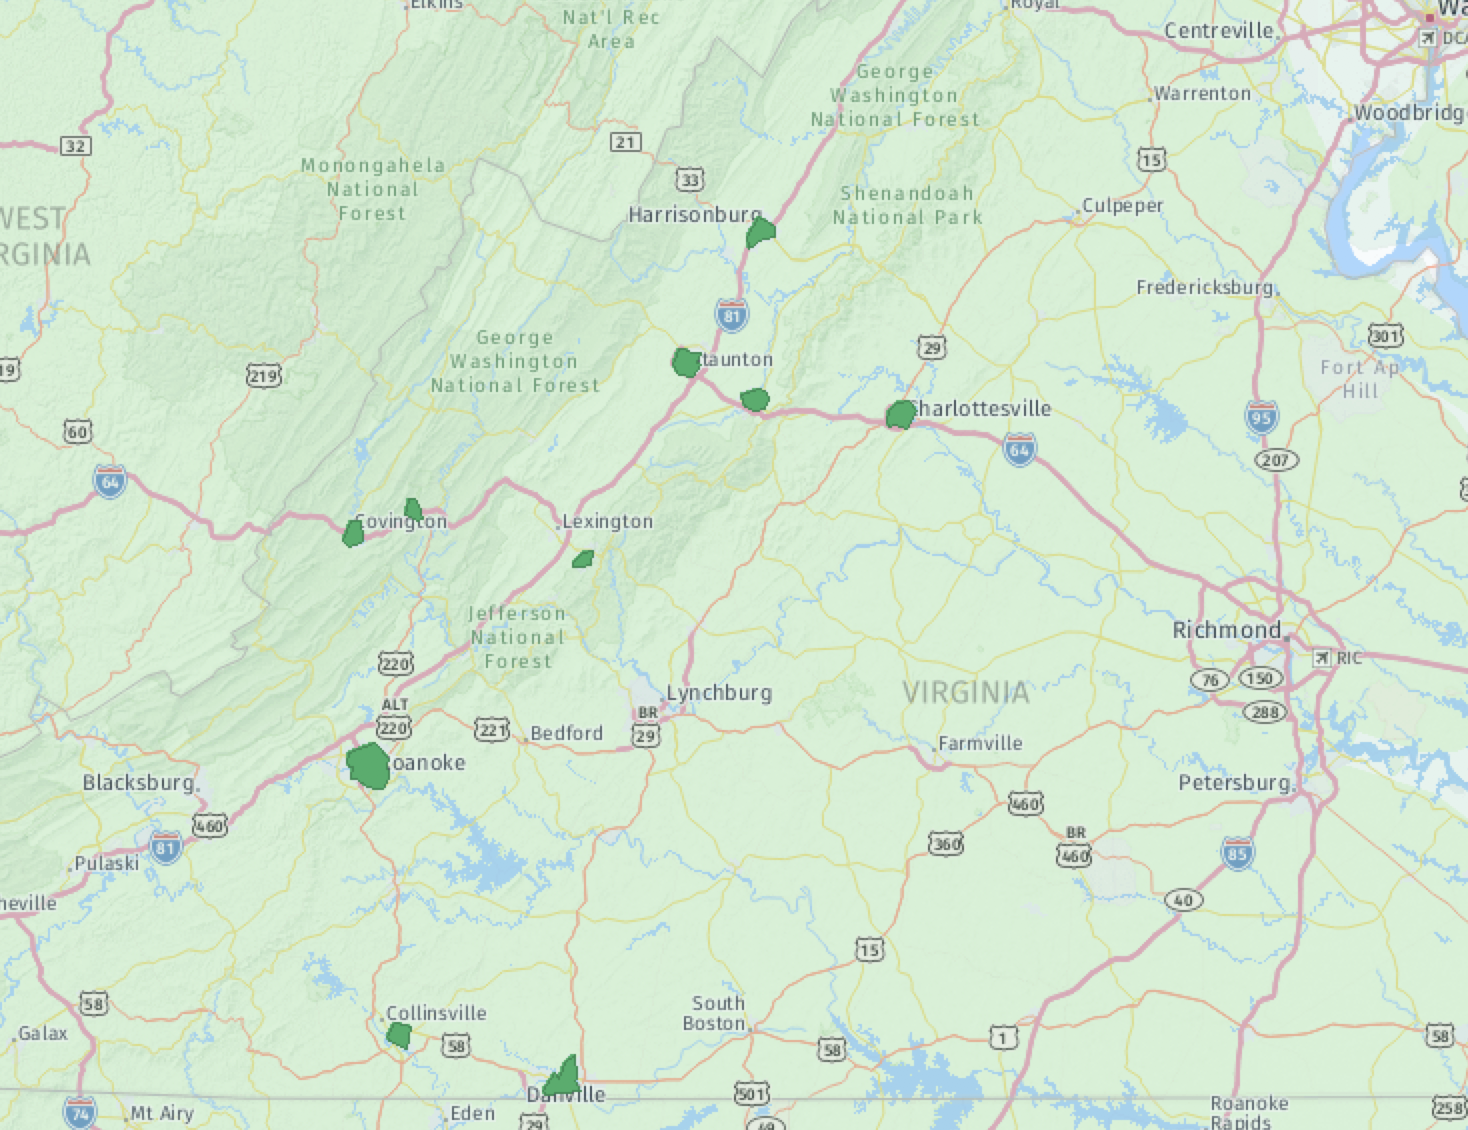 Elkins
Nat'l Rec
Area
Royal
Centreville
DCA
George
Washington
National Forest
Warrenton
Woodbridge
32
21
15
Monongahela
National
Forest
33
Shenandoah
National Park
WEST
Harrisonburg
Culpeper
Fredericksburg
81
301
George
Washington
National Forest
29
19
219
taunton
Fort Ap
Hill
harlottesville
95
60
64
64
207
Covington
Lexington
Jefferson
National
Forest
Richmond
RIC
220
76
150
Lynchburg
VIRGINIA
ALT
220
BR
29
288
221
Bedford
Farmville
oanoke
Blacksburg
Petersburg
460
460
81
BR
460
360
85
Pulaski
40
neville
15
58
Collinsville
South
Boston
Galax
58
58
1
58
Danville
501
Roanoke
Rapids
258
74
Mt Airy
Eden
29
49